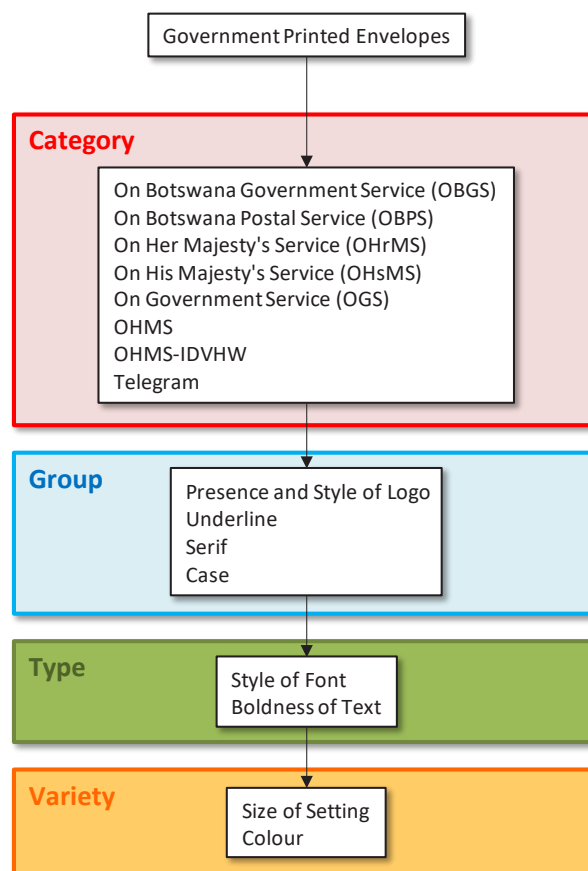 Government Printed Envelopes
Category
On Botswana Government Service (OBGS)
On Botswana Postal Service (OBPS)
On Her Majesty's Service (OHrMS)
On His Majesty's Service (OHsMS)
On Government Service (OGS)
OHMS
OHMS-IDVHW
Telegram
Group
Presence and Style of Logo
Underline
Serif
Case
Type
Style of Font
Boldness of Text
Variety
Size of Setting
Colour